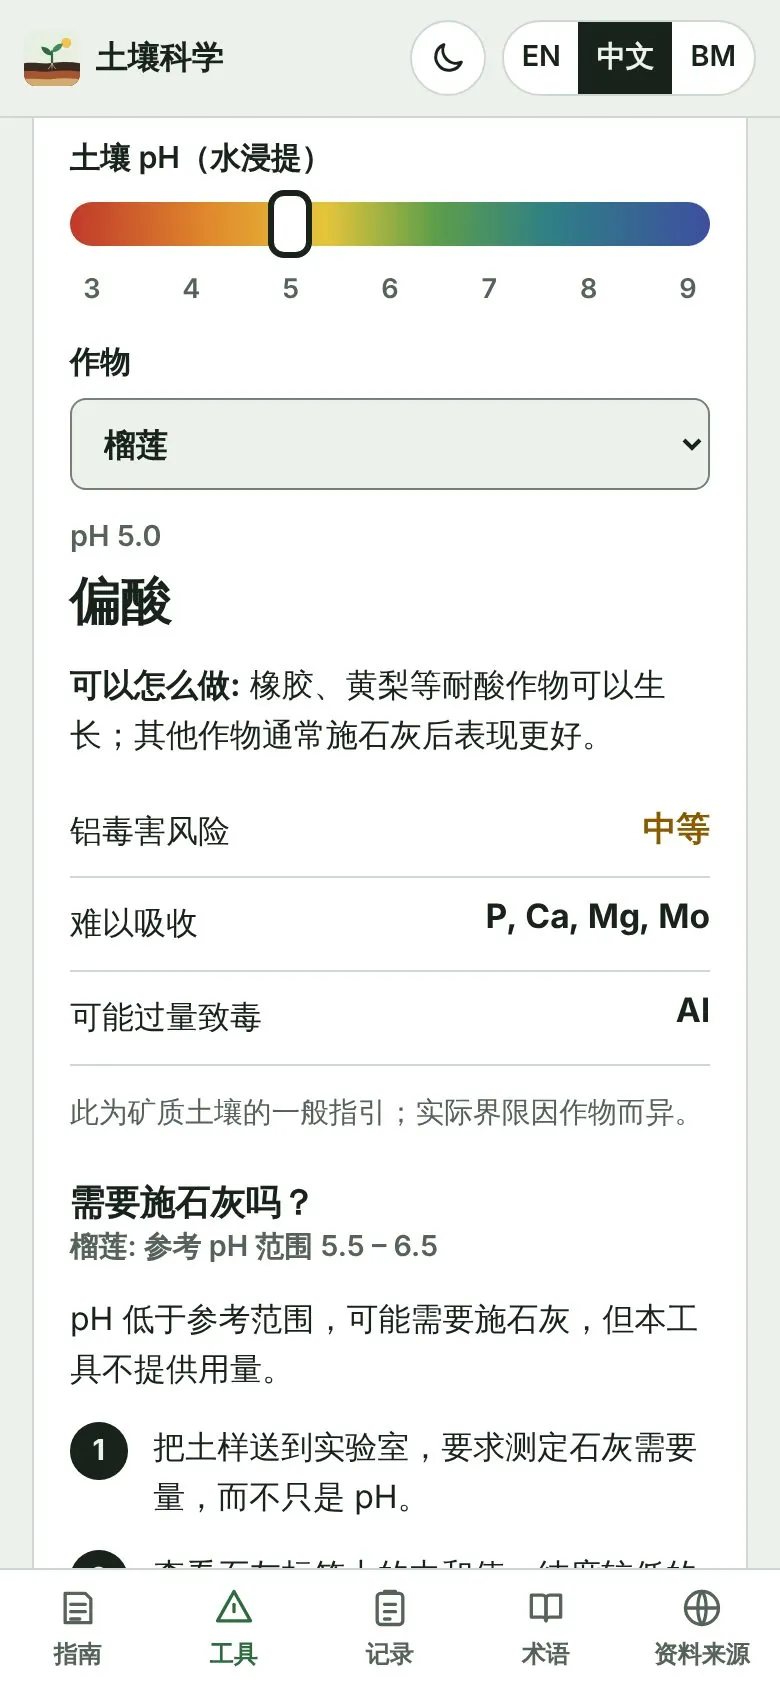 土壤科学
EN 中文 BM
土壤 pH（水浸提）
3 4 5 6 7 8 9
作物
榴莲
pH 5.0
偏酸
可以怎么做: 橡胶、黄梨等耐酸作物可以生
长；其他作物通常施石灰后表现更好。
铝毒害风险 中等
难以吸收 P, Ca, Mg, Mo
可能过量致毒 Al
此为矿质土壤的一般指引；实际界限因作物而异。
需要施石灰吗？
榴莲: 参考 pH 范围 5.5 – 6.5
pH 低于参考范围，可能需要施石灰，但本工
具不提供用量。
1 把土样送到实验室，要求测定石灰需要
量，而不只是 pH。
指南 工具 记录 术语 资料来源